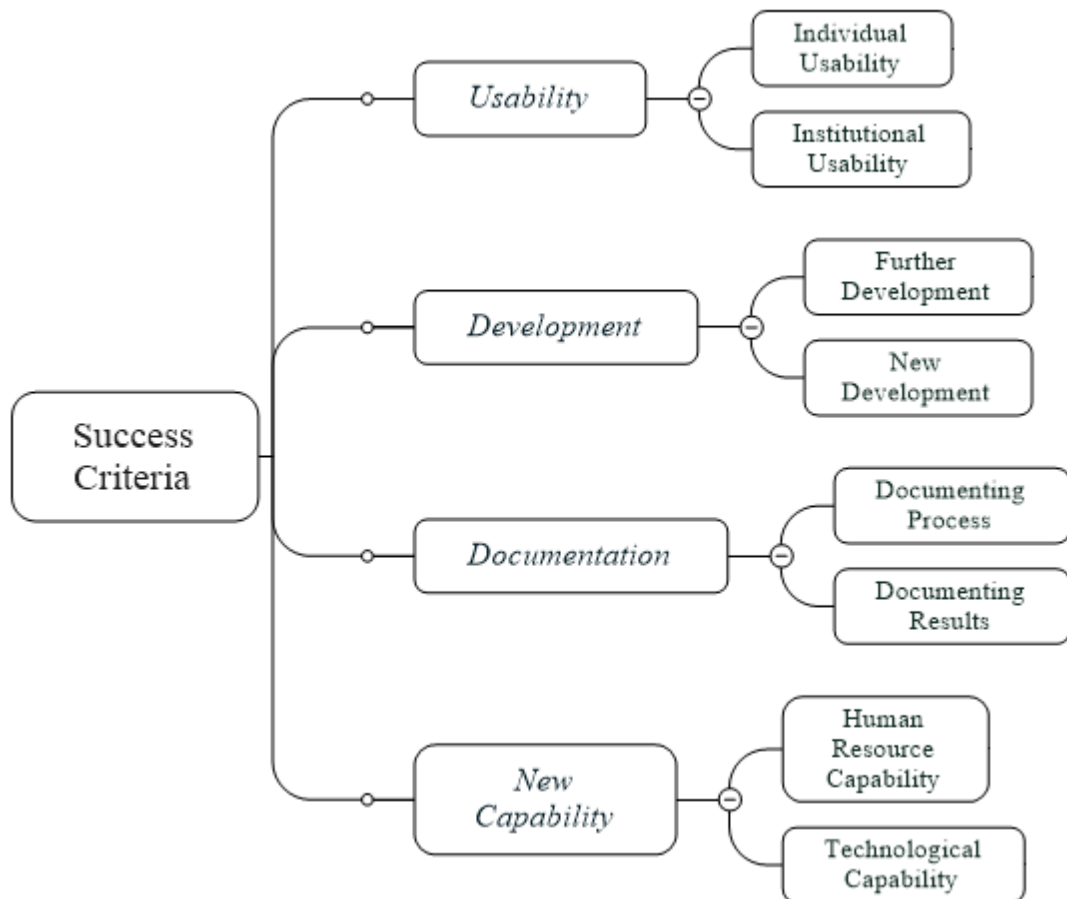 Success
Criteria
Usability
Individual
Usability
Institutional
Usability
Development
Further
Development
New
Development
Documentation
Documenting
Process
Documenting
Results
New
Capability
Human
Resource
Capability
Technological
Capability